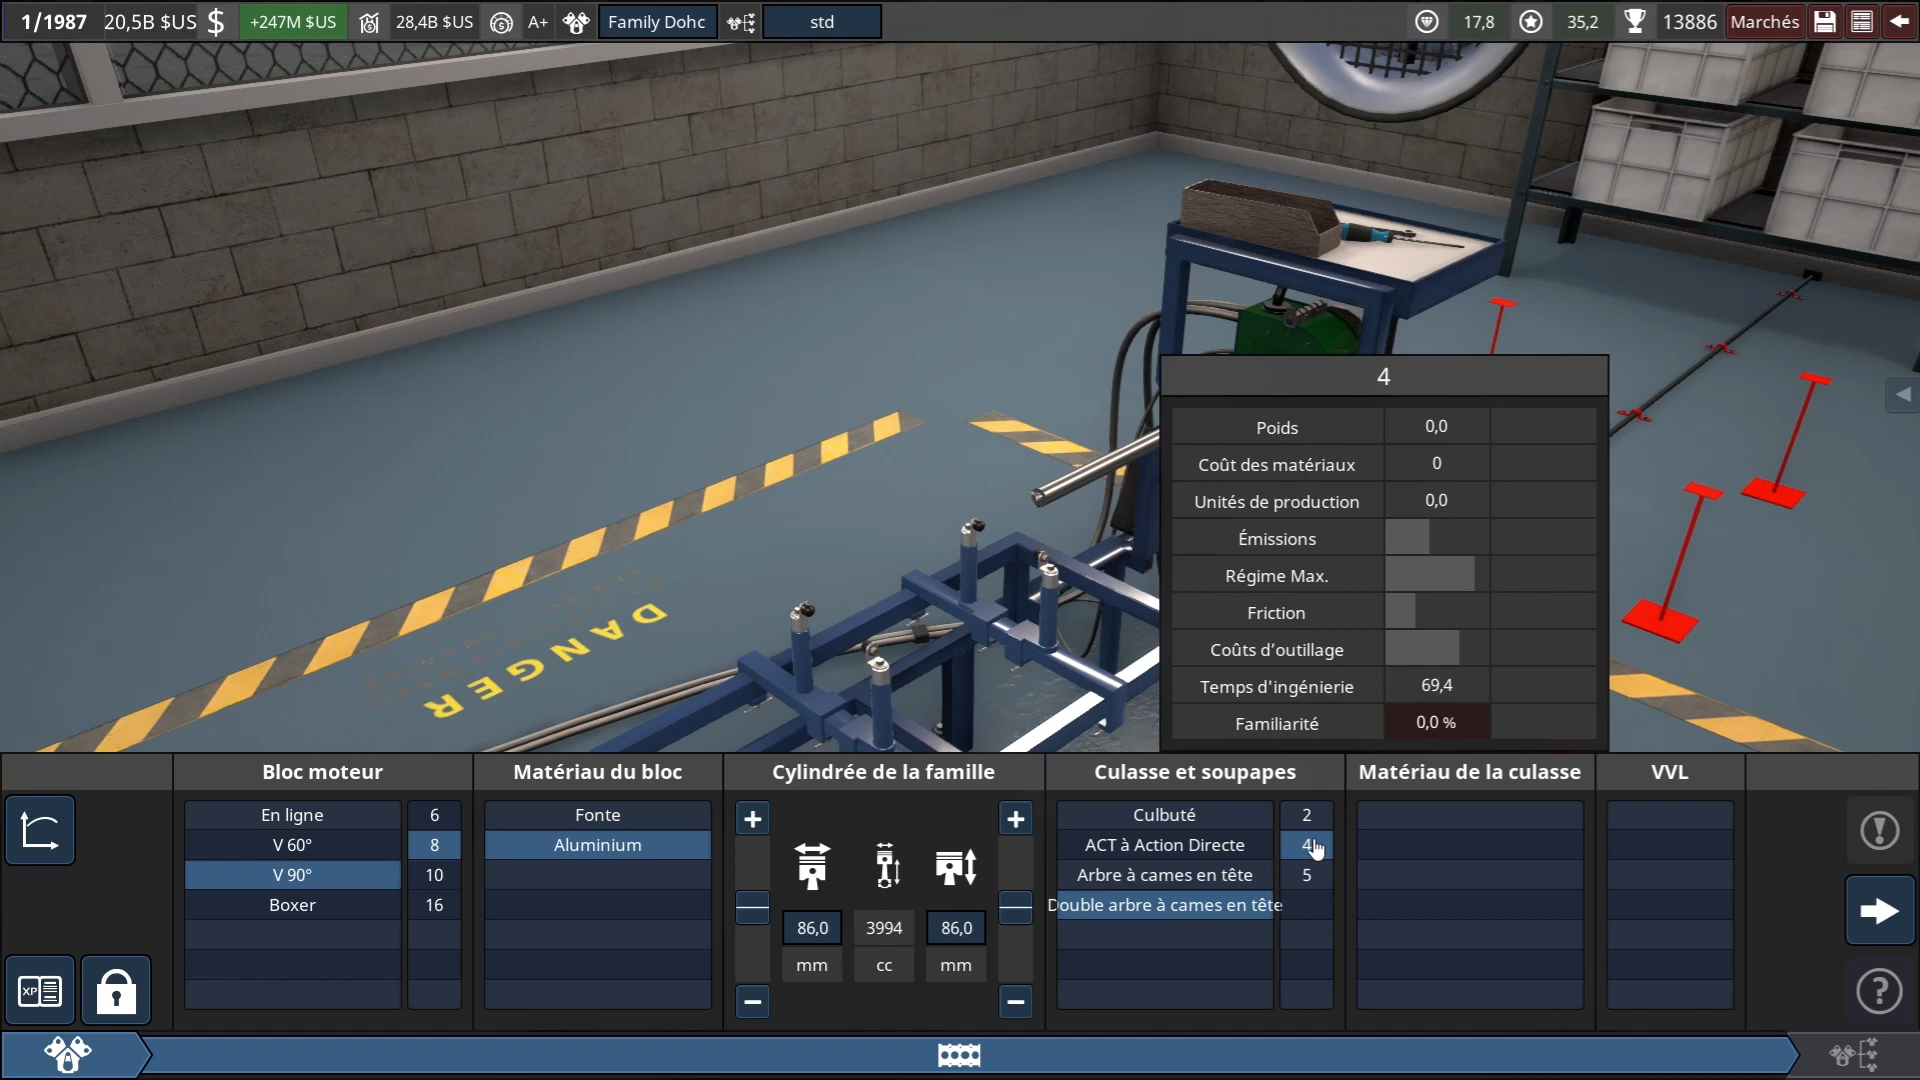 1/1987
20,5B $US
+247M $US
28,4B $US
A+
Family Dohc
std
17,8
35,2
13886
Marchés
DANGER
4
Poids 0,0
Coût des matériaux 0
Unités de production 0,0
Émissions
Régime Max.
Friction
Coûts d'outillage
Temps d'ingénierie 69,4
Familiarité 0,0 %
Bloc moteur
En ligne
V 60°
V 90°
Boxer
6
8
10
16
Matériau du bloc
Fonte
Aluminium
Cylindrée de la famille
86,0
3994
86,0
mm
cc
mm
Culasse et soupapes
Culbuté
ACT à Action Directe
Arbre à cames en tête
Double arbre à cames en tête
2
4
5
Matériau de la culasse
VVL
XP